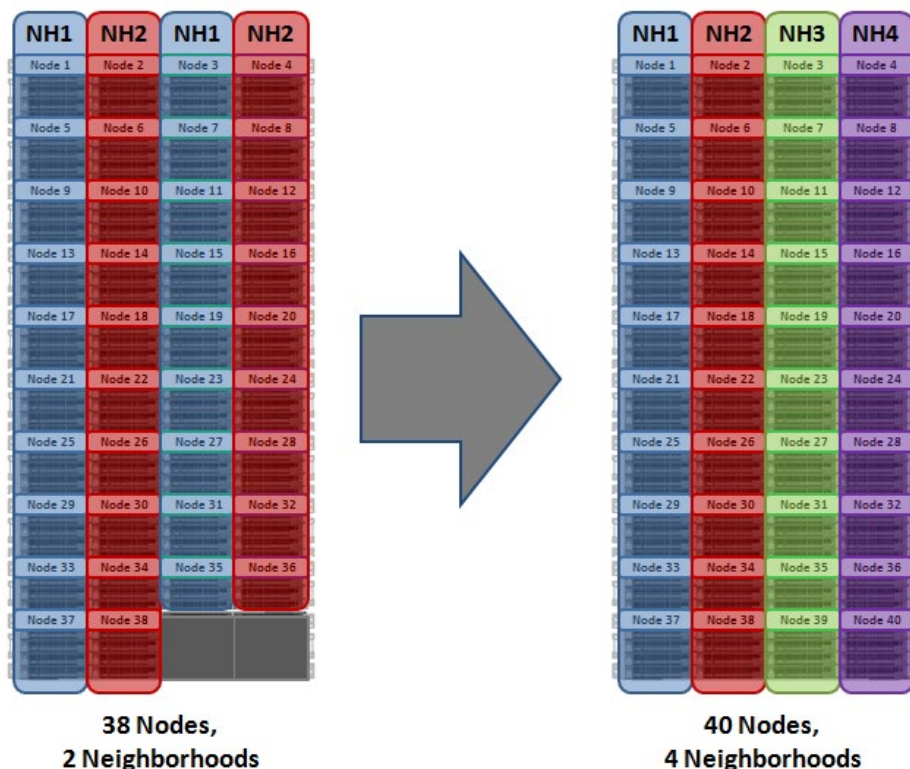 NH1 NH2 NH1 NH2
Node 1 Node 2 Node 3 Node 4
Node 5 Node 6 Node 7 Node 8
Node 9 Node 10 Node 11 Node 12
Node 13 Node 14 Node 15 Node 16
Node 17 Node 18 Node 19 Node 20
Node 21 Node 22 Node 23 Node 24
Node 25 Node 26 Node 27 Node 28
Node 29 Node 30 Node 31 Node 32
Node 33 Node 34 Node 35 Node 36
Node 37 Node 38
38 Nodes,
2 Neighborhoods
NH1 NH2 NH3 NH4
Node 1 Node 2 Node 3 Node 4
Node 5 Node 6 Node 7 Node 8
Node 9 Node 10 Node 11 Node 12
Node 13 Node 14 Node 15 Node 16
Node 17 Node 18 Node 19 Node 20
Node 21 Node 22 Node 23 Node 24
Node 25 Node 26 Node 27 Node 28
Node 29 Node 30 Node 31 Node 32
Node 33 Node 34 Node 35 Node 36
Node 37 Node 38 Node 39 Node 40
40 Nodes,
4 Neighborhoods